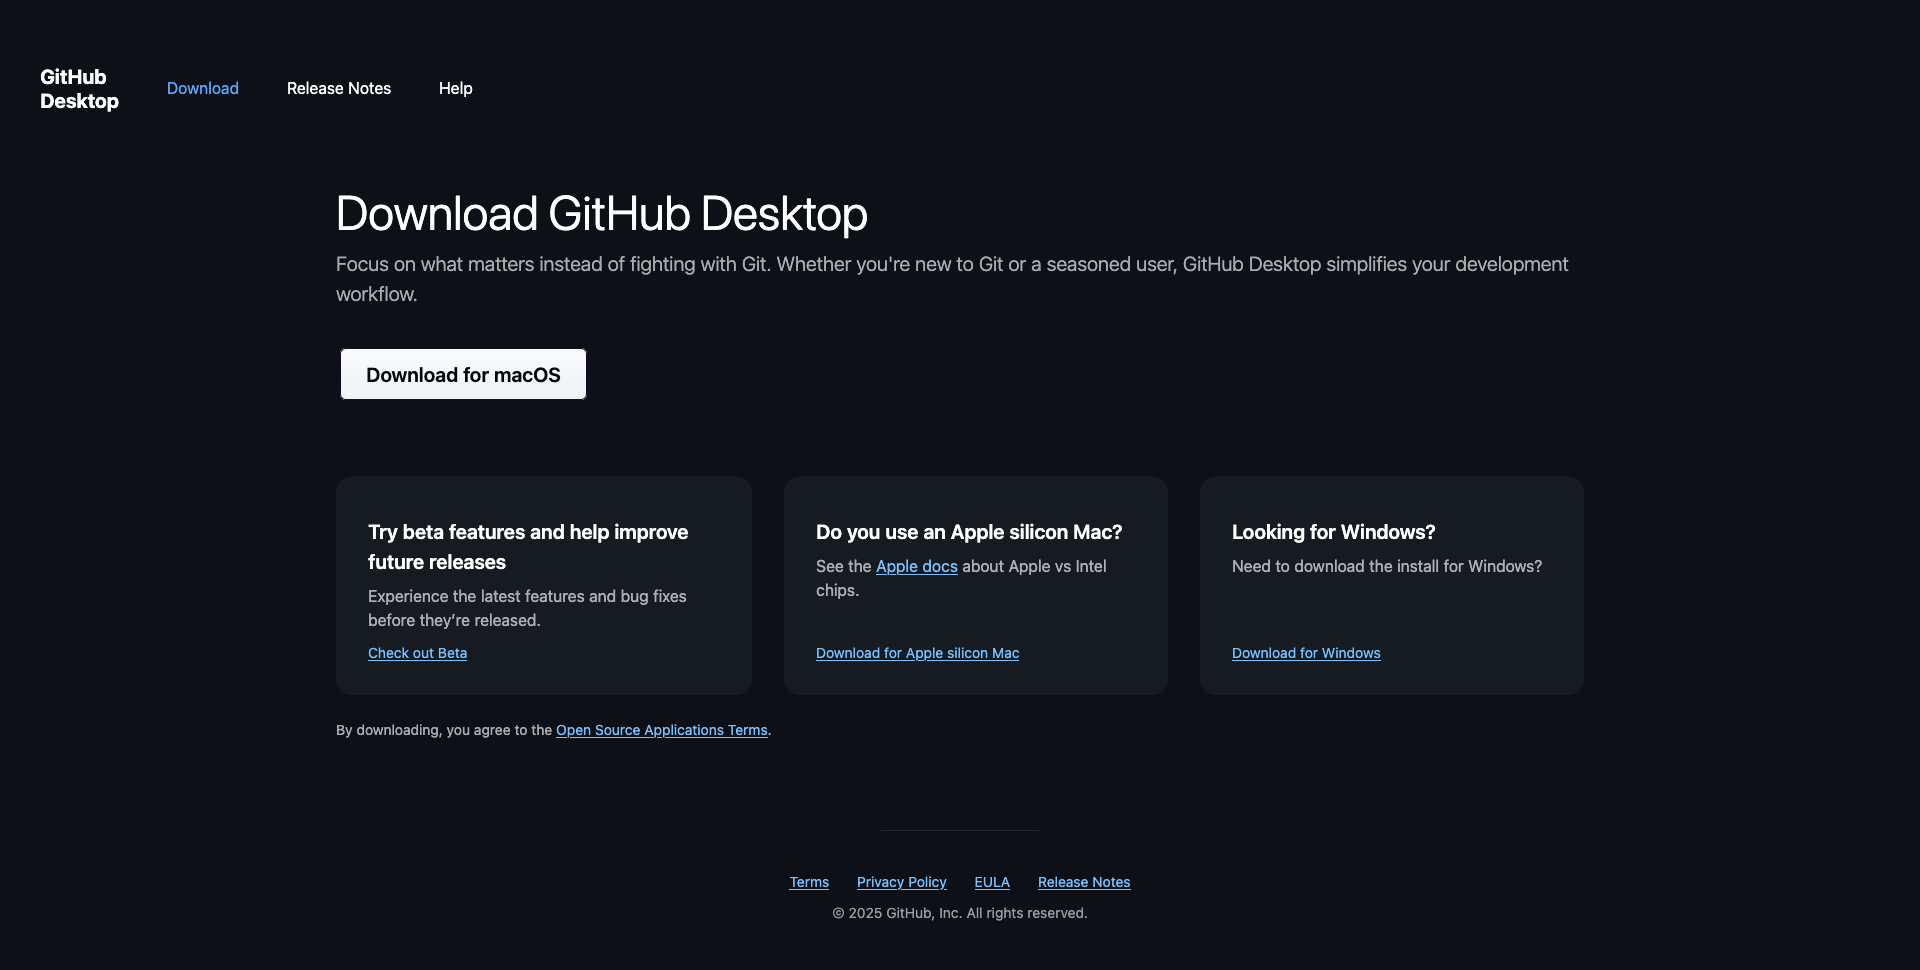 GitHub
Desktop
Download
Release Notes
Help
Download GitHub Desktop
Focus on what matters instead of fighting with Git. Whether you're new to Git or a seasoned user, GitHub Desktop simplifies your development
workflow.
Download for macOS
Try beta features and help improve
future releases
Experience the latest features and bug fixes
before they’re released.
Check out Beta
Do you use an Apple silicon Mac?
See the Apple docs about Apple vs Intel
chips.
Download for Apple silicon Mac
Looking for Windows?
Need to download the install for Windows?
Download for Windows
By downloading, you agree to the Open Source Applications Terms.
Terms
Privacy Policy
EULA
Release Notes
© 2025 GitHub, Inc. All rights reserved.